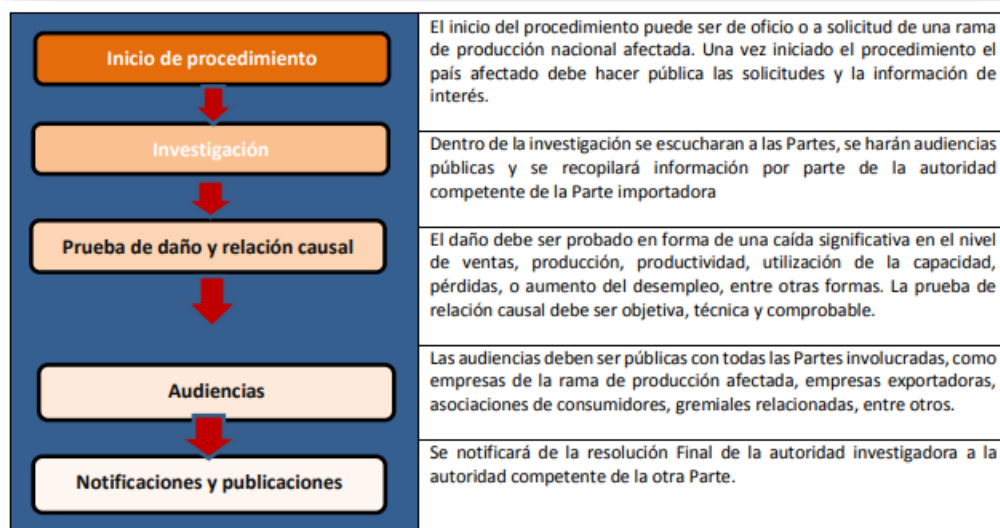 Inicio de procedimiento
El inicio del procedimiento puede ser de oficio o a solicitud de una rama
de producción nacional afectada. Una vez iniciado el procedimiento el
país afectado debe hacer pública las solicitudes y la información de
interés.
Investigación
Dentro de la investigación se escucharan a las Partes, se harán audiencias
públicas y se recopilará información por parte de la autoridad
competente de la Parte importadora
Prueba de daño y relación causal
El daño debe ser probado en forma de una caída significativa en el nivel
de ventas, producción, productividad, utilización de la capacidad,
pérdidas, o aumento del desempleo, entre otras formas. La prueba de
relación causal debe ser objetiva, técnica y comprobable.
Audiencias
Las audiencias deben ser públicas con todas las Partes involucradas, como
empresas de la rama de producción afectada, empresas exportadoras,
asociaciones de consumidores, gremiales relacionadas, entre otros.
Notificaciones y publicaciones
Se notificará de la resolución Final de la autoridad investigadora a la
autoridad competente de la otra Parte.